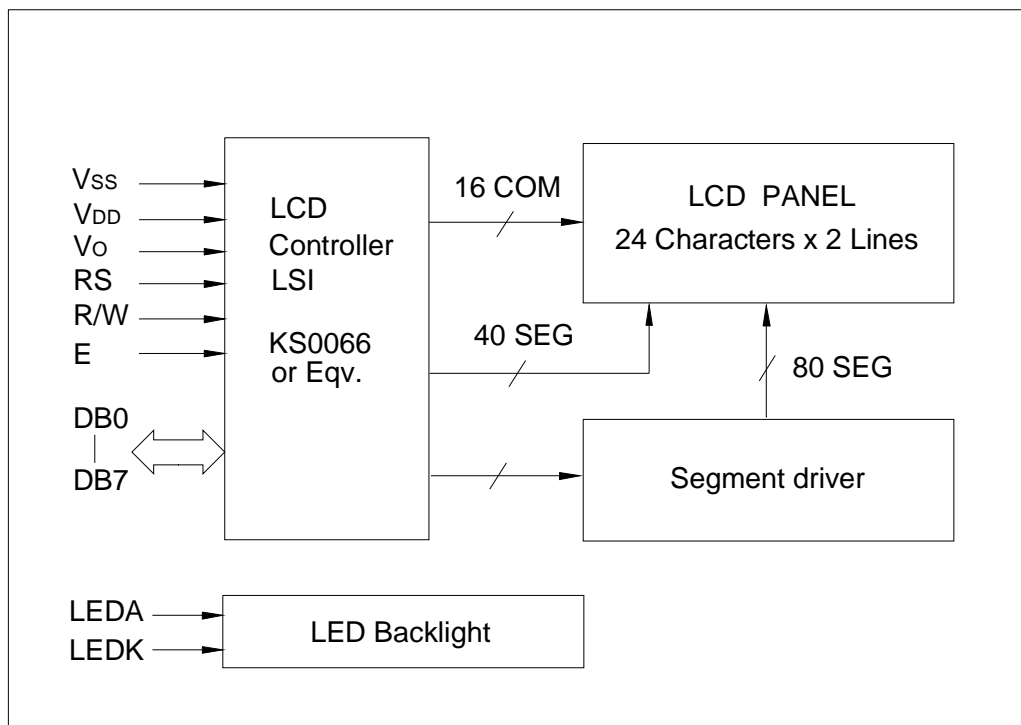 VSS
VDD
VO
RS
R/W
E
DB0
DB7
LCD
Controller
LSI
KS0066
or Eqv.
16 COM
40 SEG
LCD PANEL
24 Characters x 2 Lines
80 SEG
Segment driver
LEDA
LEDK
LED Backlight